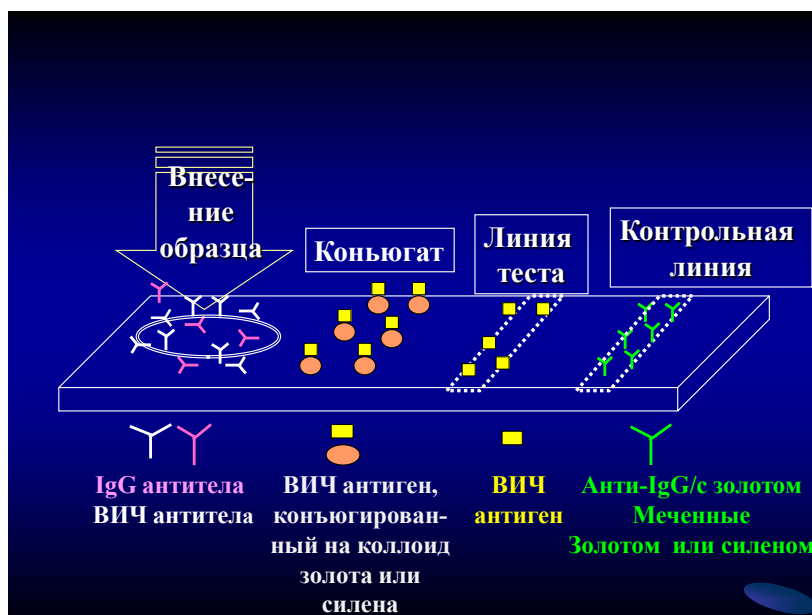 Внесе-
ние
образца
Коньюгат
Линия
теста
Контрольная
линия
IgG антитела
ВИЧ антитела
ВИЧ антиген,
конъюгирован-
ный на коллоид
золота или
силена
ВИЧ
антиген
Анти-IgG/с золотом
Меченные
Золотом или силеном